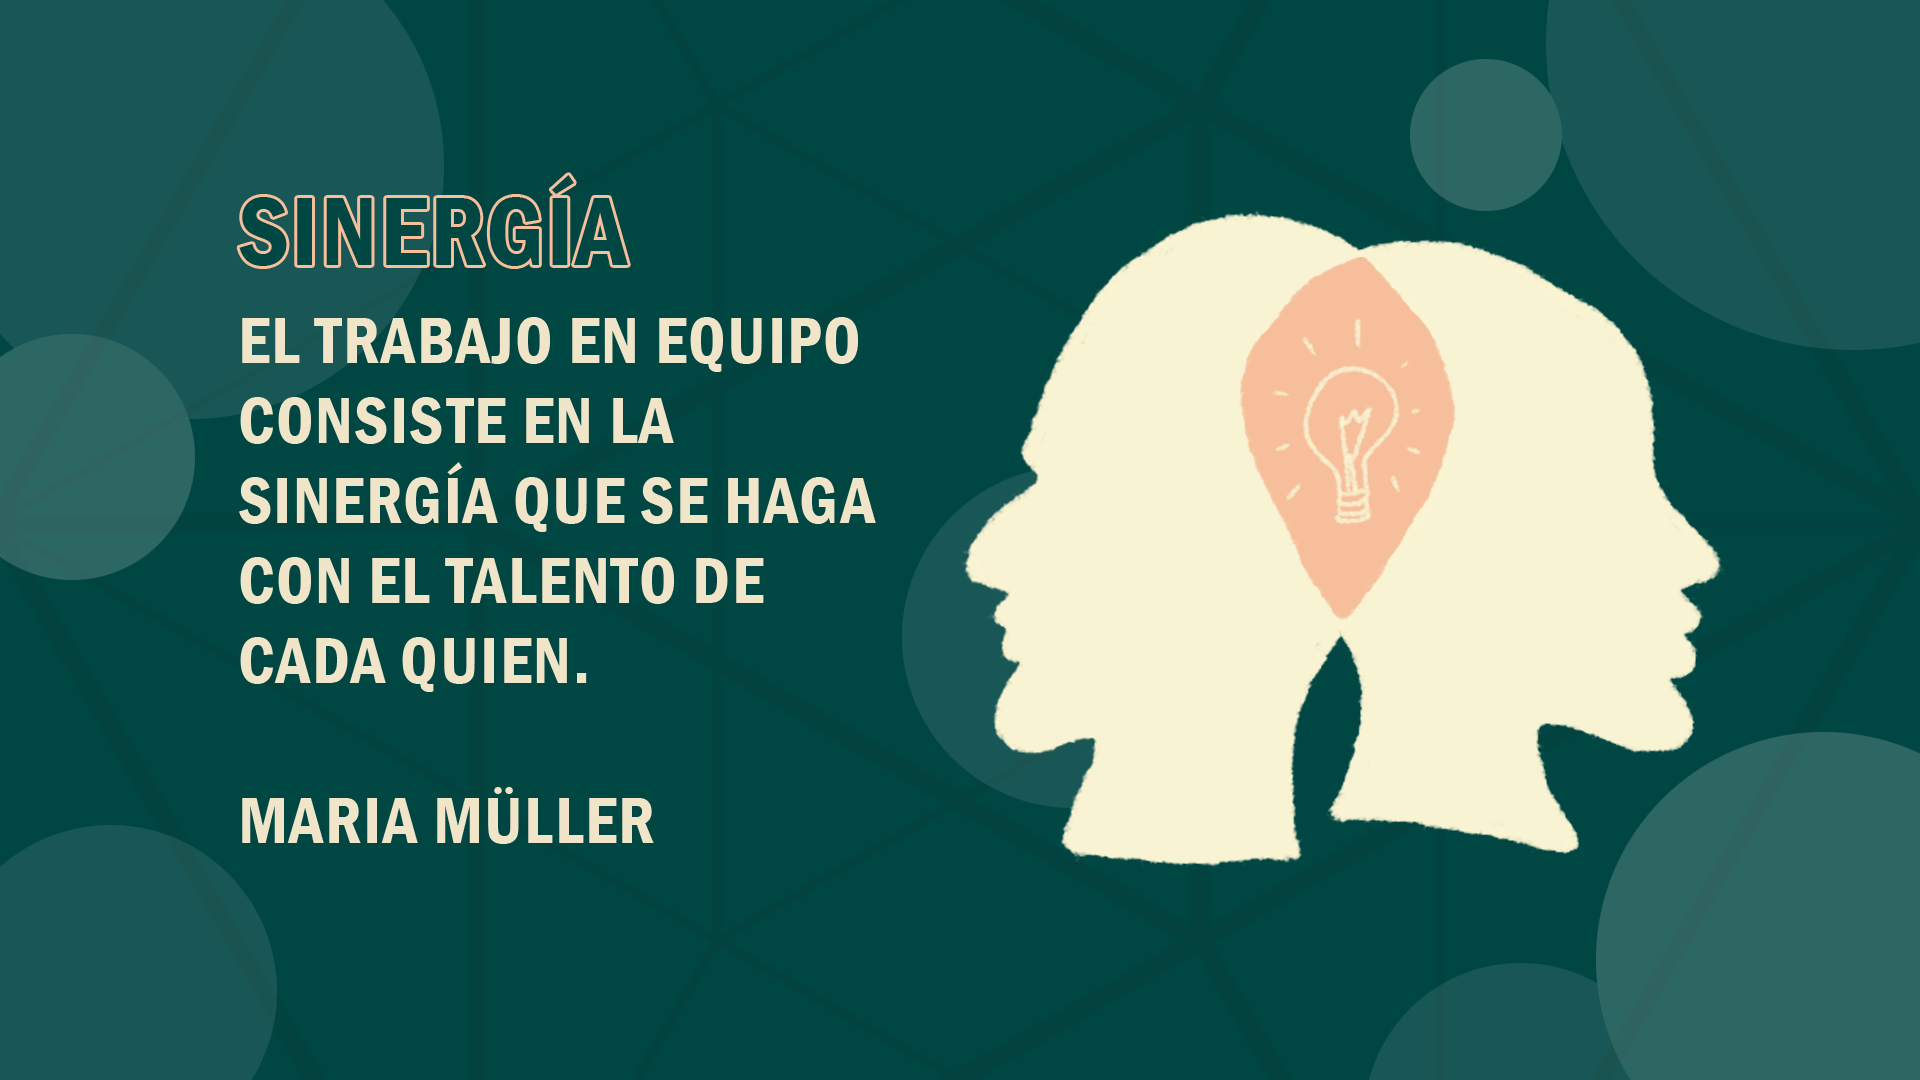 SINERGÍA
EL TRABAJO EN EQUIPO
CONSISTE EN LA
SINERGÍA QUE SE HAGA
CON EL TALENTO DE
CADA QUIEN.
MARIA MÜLLER